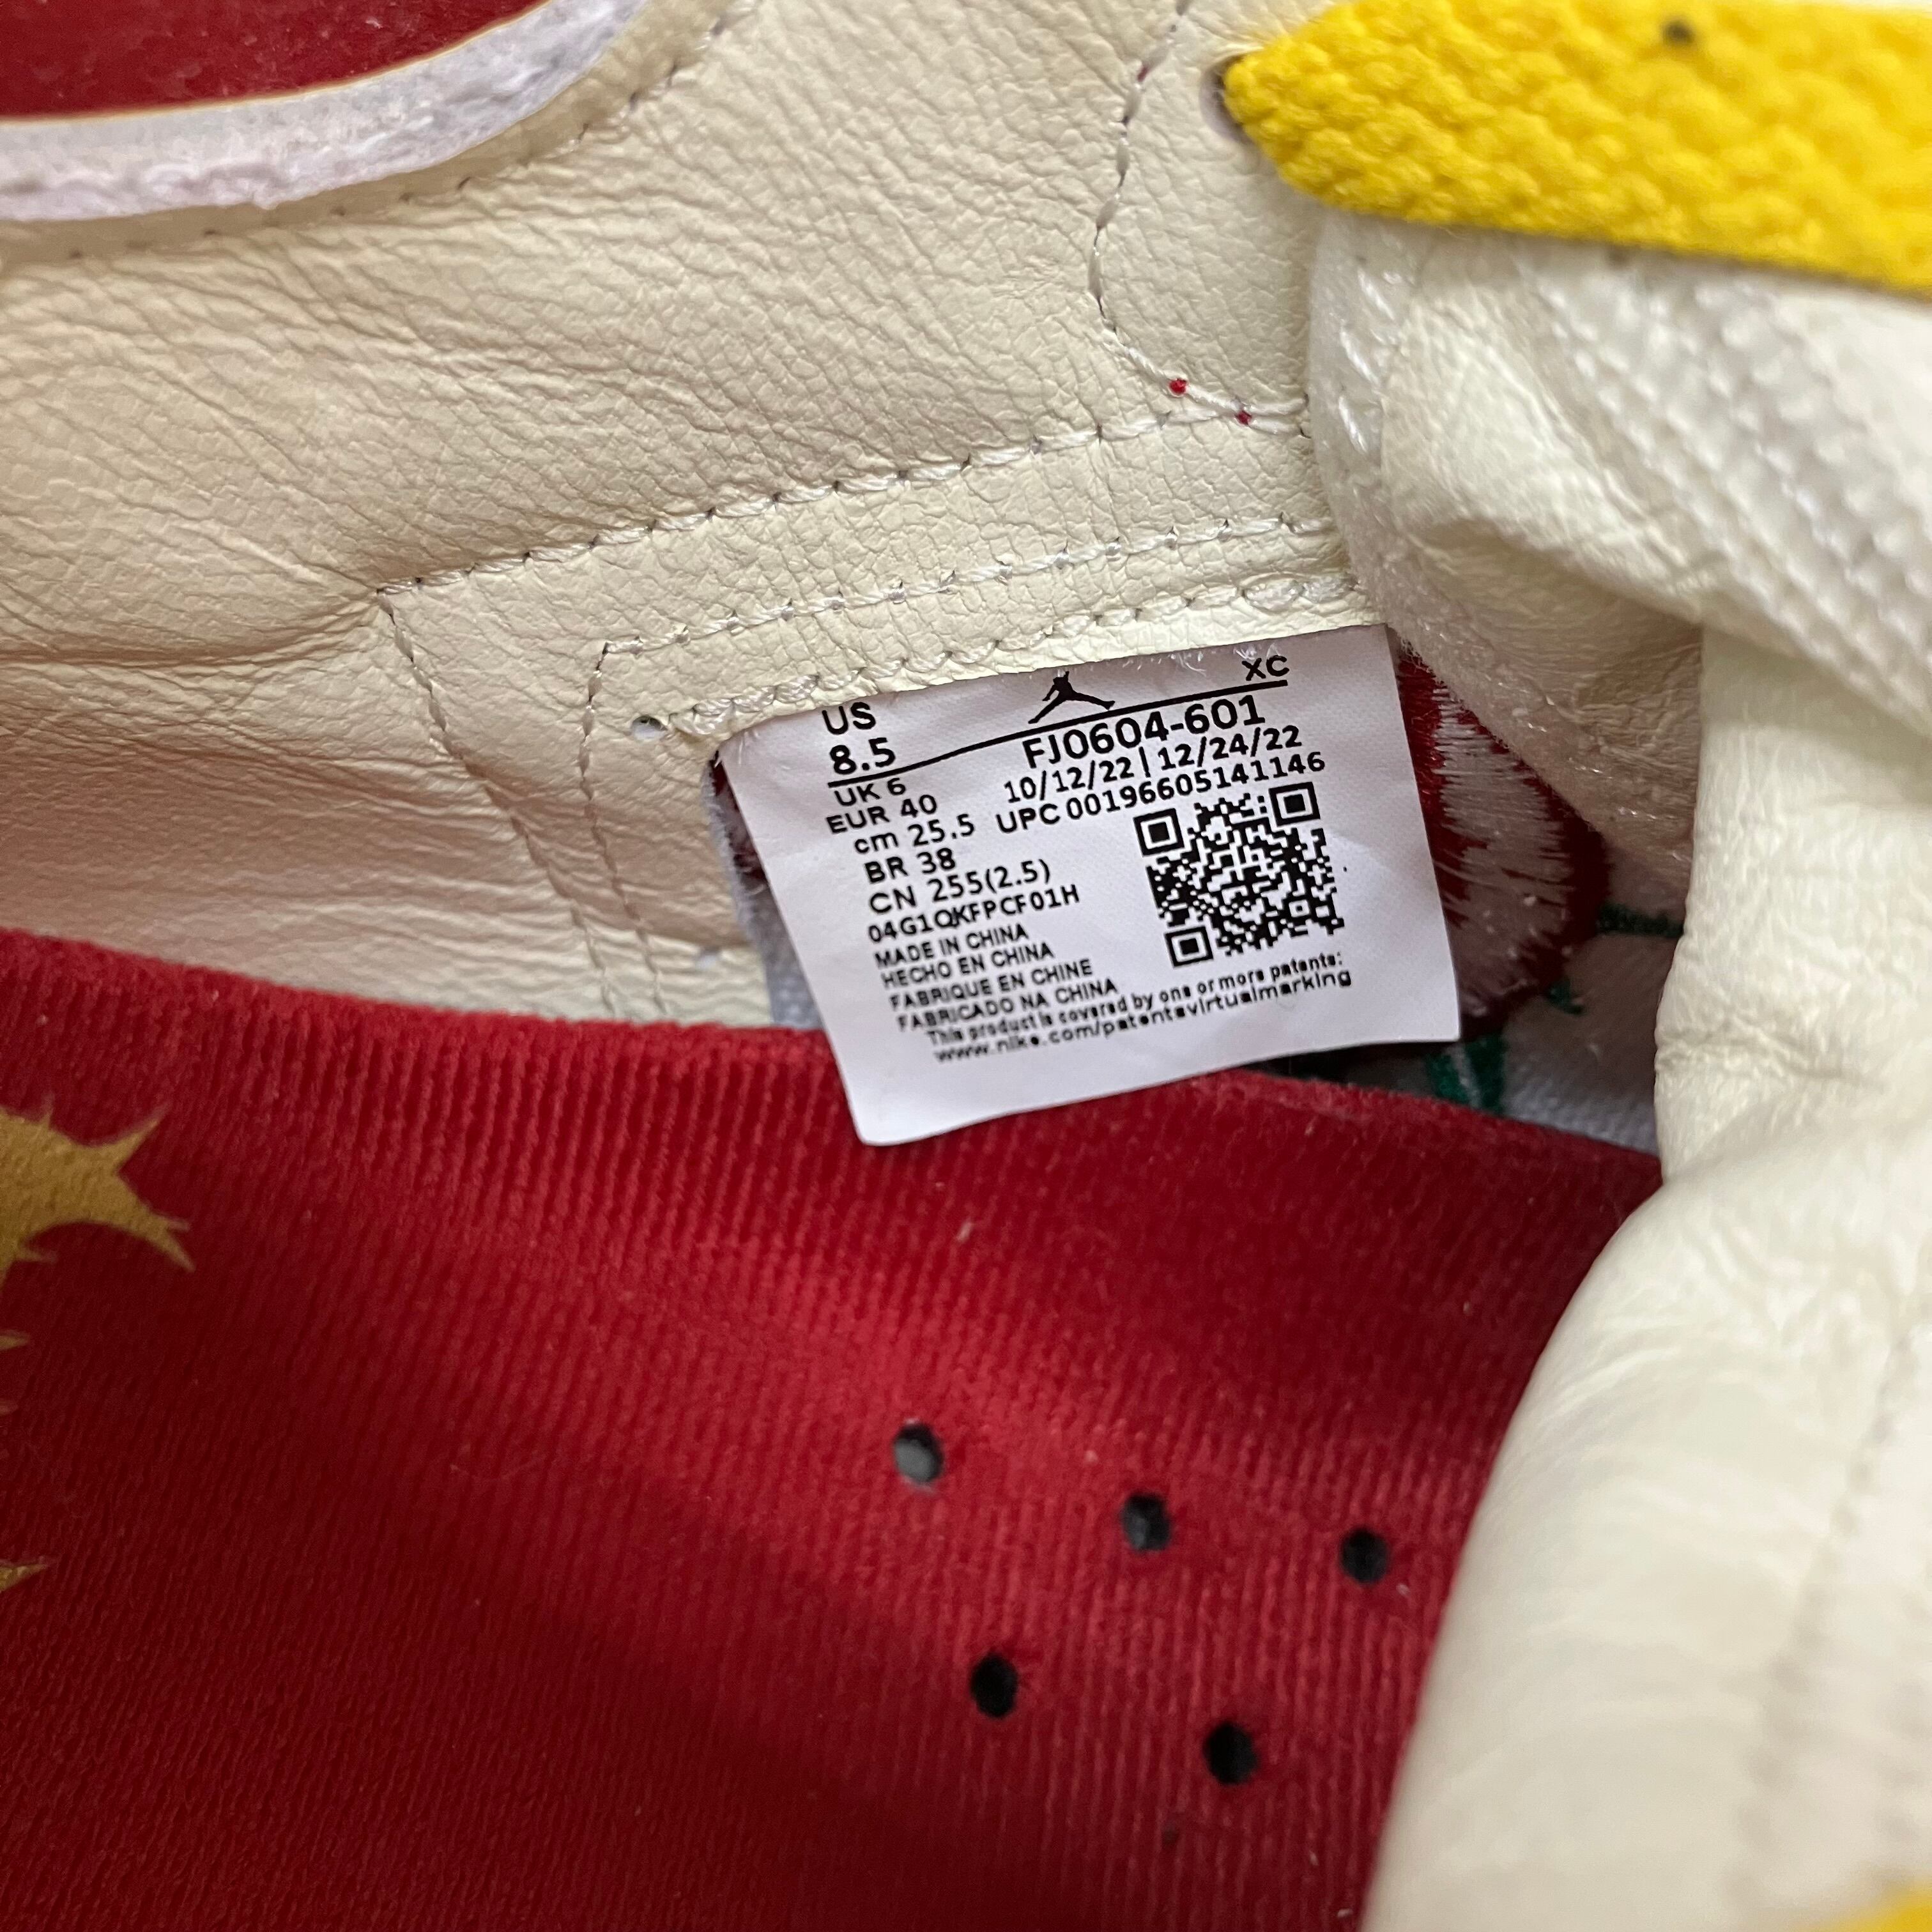 XC
US
8.5
FJ0604-601
UK 6
10/12/22 | 12/24/22
EUR 40
UPC 00196605141146
cm 25.5
BR 38
CN 255(2.5)
04G1QKFPCF01H
MADE IN CHINA
HECHO EN CHINA
FABRIQUE EN CHINE
FABRICADO NA CHINA
This product is covered by one or more patents:
www.nike.com/patentsvirtualmarking